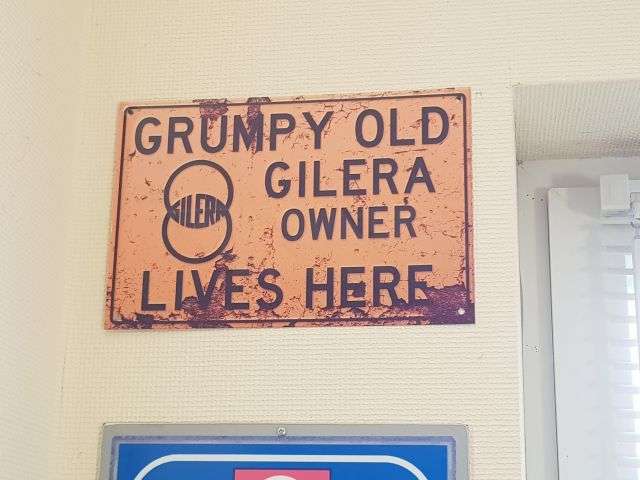 GRUMPY OLD
GILERA
GILERA
OWNER
LIVES HERE